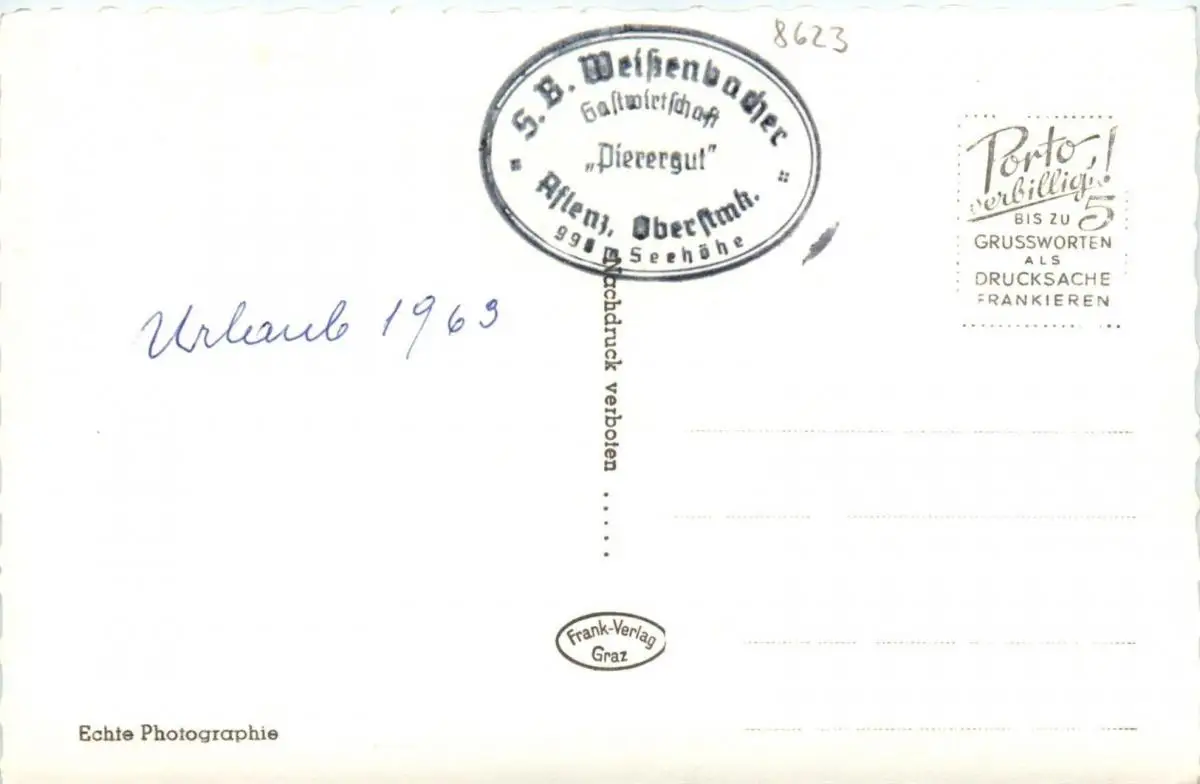 8623
S. B. Weißenbacher
Gastwirtschaft
„Pierergut"
Aflenz, Oberstmk.
m Seehöhe
Porto
verbilligt!
BIS ZU 5
GRUSSWORTEN
ALS
DRUCKSACHE
FRANKIEREN
Urlaub 1963
Nachdruck verboten .....
Frank-Verlag
Graz
Echte Photographie